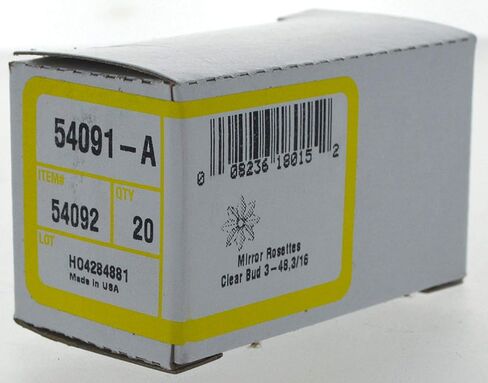 54091-A
ITEM#
54092
QTY
20
LOT
H04284881
Made in USA
0 08236 18015 2
Mirror Rosettes
Clear Bud 3-48,3/16